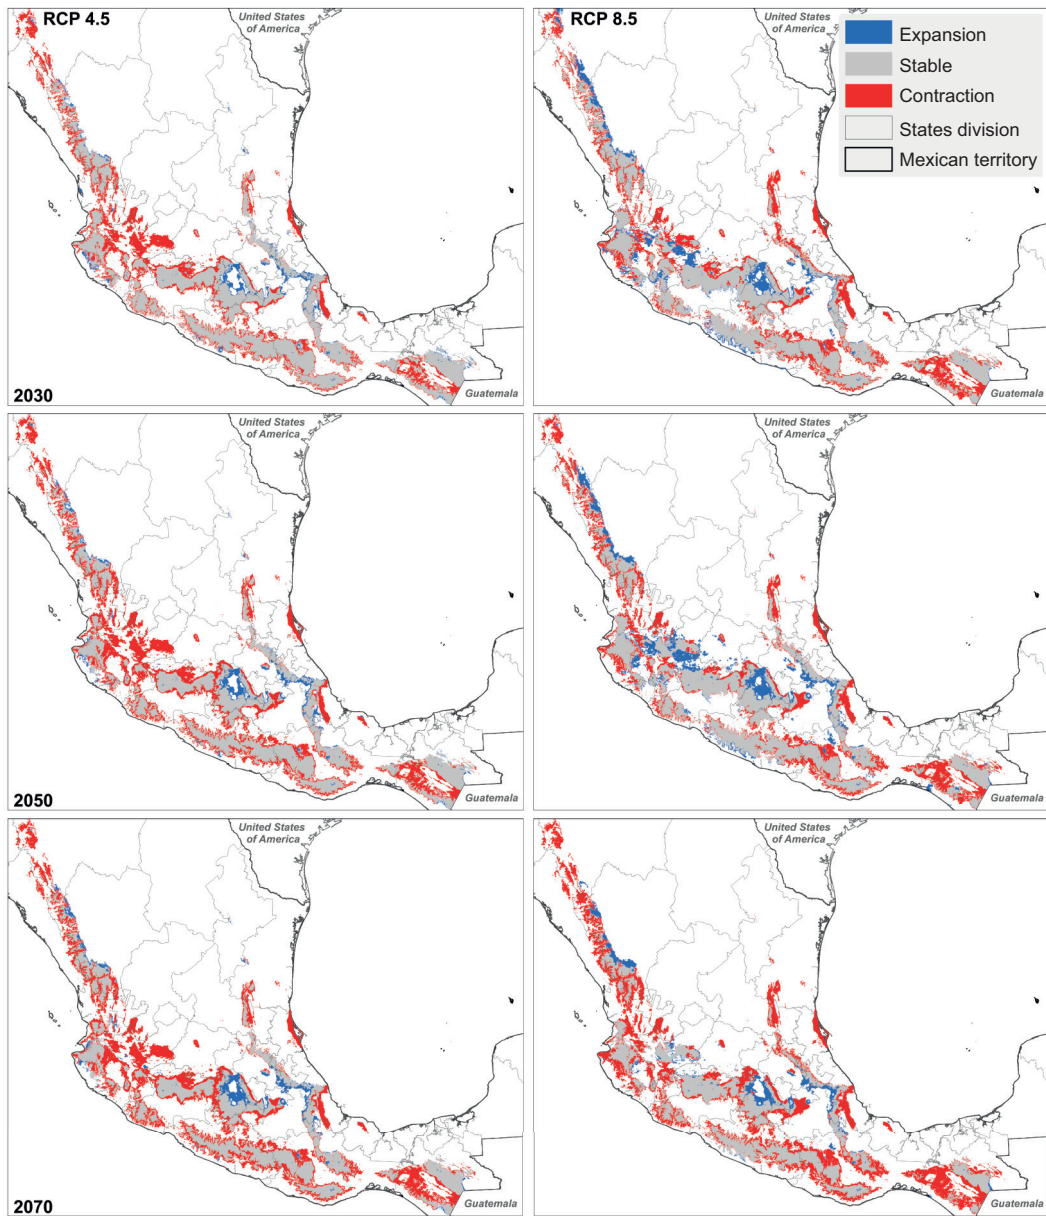 RCP 4.5
United States
of America
Guatemala
2030
RCP 8.5
United States
of America
Guatemala
Expansion
Stable
Contraction
States division
Mexican territory
United States
of America
Guatemala
2050
United States
of America
Guatemala
United States
of America
Guatemala
2070
United States
of America
Guatemala